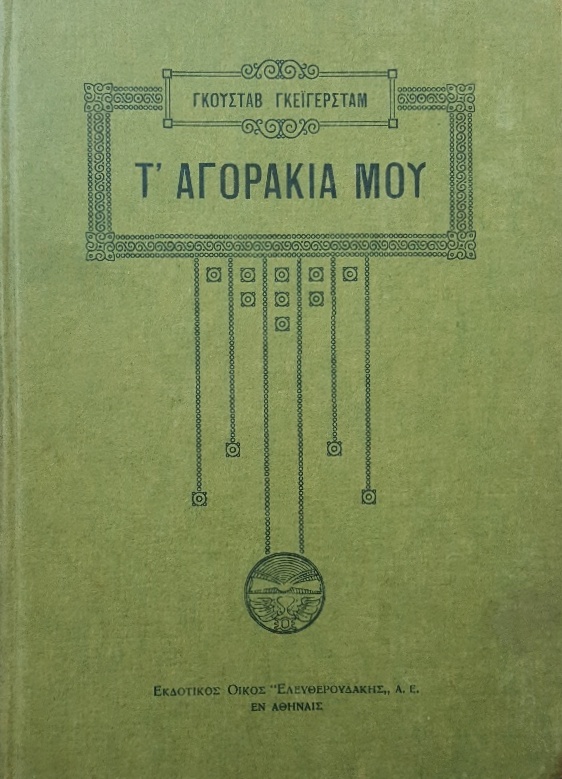 ΓΚΟΥΣΤΑΒ ΓΚΕΪΓΕΡΣΤΑΜ
Τ' ΑΓΟΡΑΚΙΑ ΜΟΥ
ΕΚΔΟΤΙΚΟΣ ΟΙΚΟΣ "ΕΛΕΥΘΕΡΟΥΔΑΚΗΣ„ Α. Ε.
ΕΝ ΑΘΗΝΑΙΣ